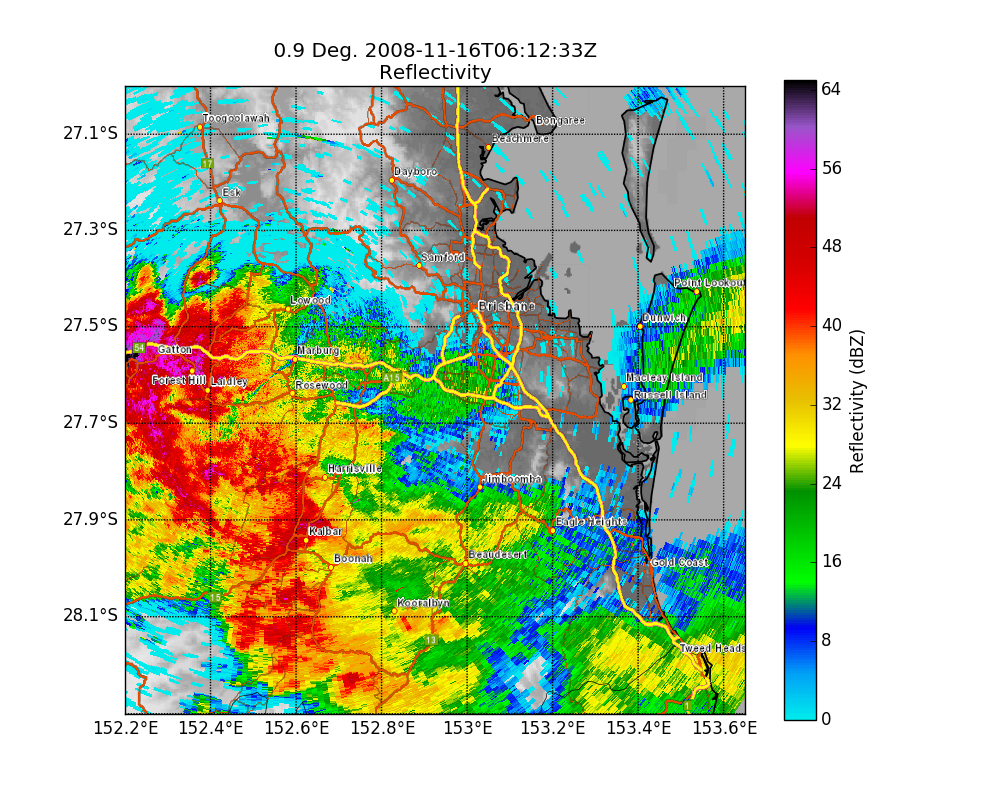 0.9 Deg. 2008-11-16T06:12:33Z
Reflectivity
64
27.1°S
Toogoolawah
Bongaree
Beachmere
17
Dayboro
56
Esk
27.3°S
Samford
48
Point Lookou
Lowood
Brisbane
27.5°S
Dunwich
40
54
Gatton
Marburg
Forest Hill
Laidley
Rosewood
A15
Macleay Island
Russell Island
32
27.7°S
Harrisville
Jimboomba
24
27.9°S
Kalbar
Eagle Heights
Boonah
Beaudesert
Gold Coast
16
15
Kooralbyn
28.1°S
13
Tweed Heads
8
1
0
152.2°E
152.4°E
152.6°E
152.8°E
153°E
153.2°E
153.4°E
153.6°E
Reflectivity (dBZ)